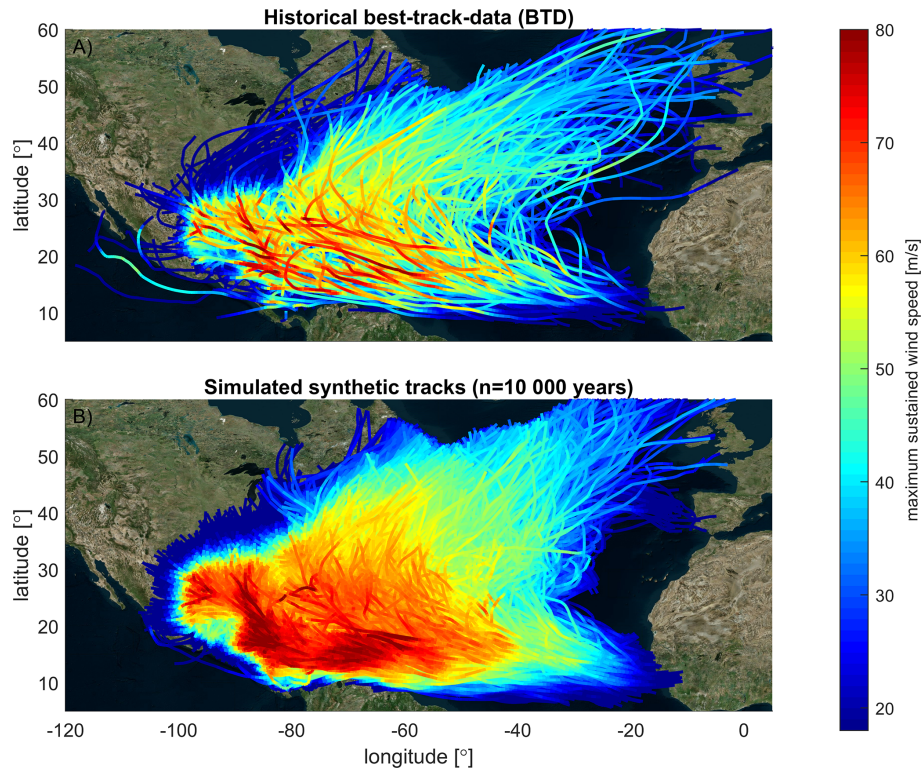 Historical best-track-data (BTD)
A)
60
50
40
30
20
10
latitude [°]
Simulated synthetic tracks (n=10 000 years)
B)
60
50
40
30
20
10
latitude [°]
-120 -100 -80 -60 -40 -20 0
longitude [°]
80
70
60
50
40
30
20
maximum sustained wind speed [m/s]